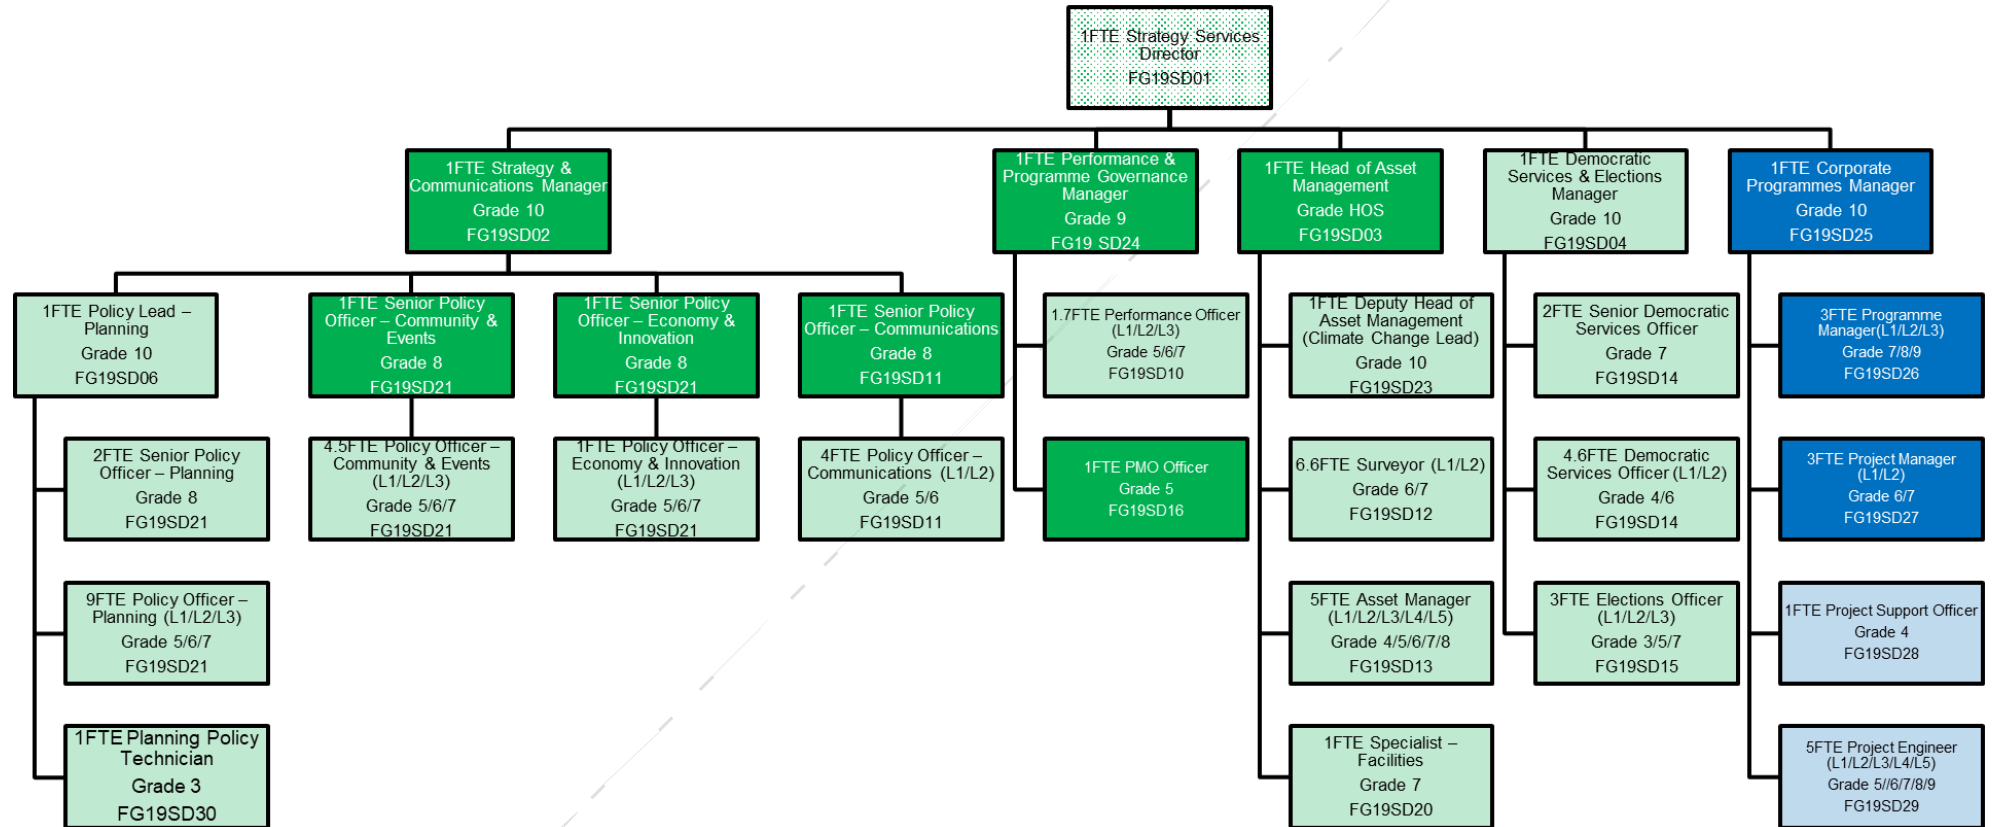 1FTE Strategy Services
Director
FG19SD01
1FTE Strategy &
Communications Manager
Grade 10
FG19SD02
1FTE Performance &
Programme Governance
Manager
Grade 9
FG19 SD24
1FTE Head of Asset
Management
Grade HOS
FG19SD03
1FTE Democratic
Services & Elections
Manager
Grade 10
FG19SD04
1FTE Corporate
Programmes Manager
Grade 10
FG19SD25
1FTE Policy Lead –
Planning
Grade 10
FG19SD06
1FTE Senior Policy
Officer – Community &
Events
Grade 8
FG19SD21
1FTE Senior Policy
Officer – Economy &
Innovation
Grade 8
FG19SD21
1FTE Senior Policy
Officer – Communications
Grade 8
FG19SD11
1.7FTE Performance Officer
(L1/L2/L3)
Grade 5/6/7
FG19SD10
1FTE Deputy Head of
Asset Management
(Climate Change Lead)
Grade 10
FG19SD23
2FTE Senior Democratic
Services Officer
Grade 7
FG19SD14
3FTE Programme
Manager(L1/L2/L3)
Grade 7/8/9
FG19SD26
2FTE Senior Policy
Officer – Planning
Grade 8
FG19SD21
4.5FTE Policy Officer –
Community & Events
(L1/L2/L3)
Grade 5/6/7
FG19SD21
1FTE Policy Officer –
Economy & Innovation
(L1/L2/L3)
Grade 5/6/7
FG19SD21
4FTE Policy Officer –
Communications (L1/L2)
Grade 5/6
FG19SD11
1FTE PMO Officer
Grade 5
FG19SD16
6.6FTE Surveyor (L1/L2)
Grade 6/7
FG19SD12
4.6FTE Democratic
Services Officer (L1/L2)
Grade 4/6
FG19SD14
3FTE Project Manager
(L1/L2)
Grade 6/7
FG19SD27
9FTE Policy Officer –
Planning (L1/L2/L3)
Grade 5/6/7
FG19SD21
5FTE Asset Manager
(L1/L2/L3/L4/L5)
Grade 4/5/6/7/8
FG19SD13
3FTE Elections Officer
(L1/L2/L3)
Grade 3/5/7
FG19SD15
1FTE Project Support Officer
Grade 4
FG19SD28
1FTE Planning Policy
Technician
Grade 3
FG19SD30
1FTE Specialist –
Facilities
Grade 7
FG19SD20
5FTE Project Engineer
(L1/L2/L3/L4/L5)
Grade 5//6/7/8/9
FG19SD29